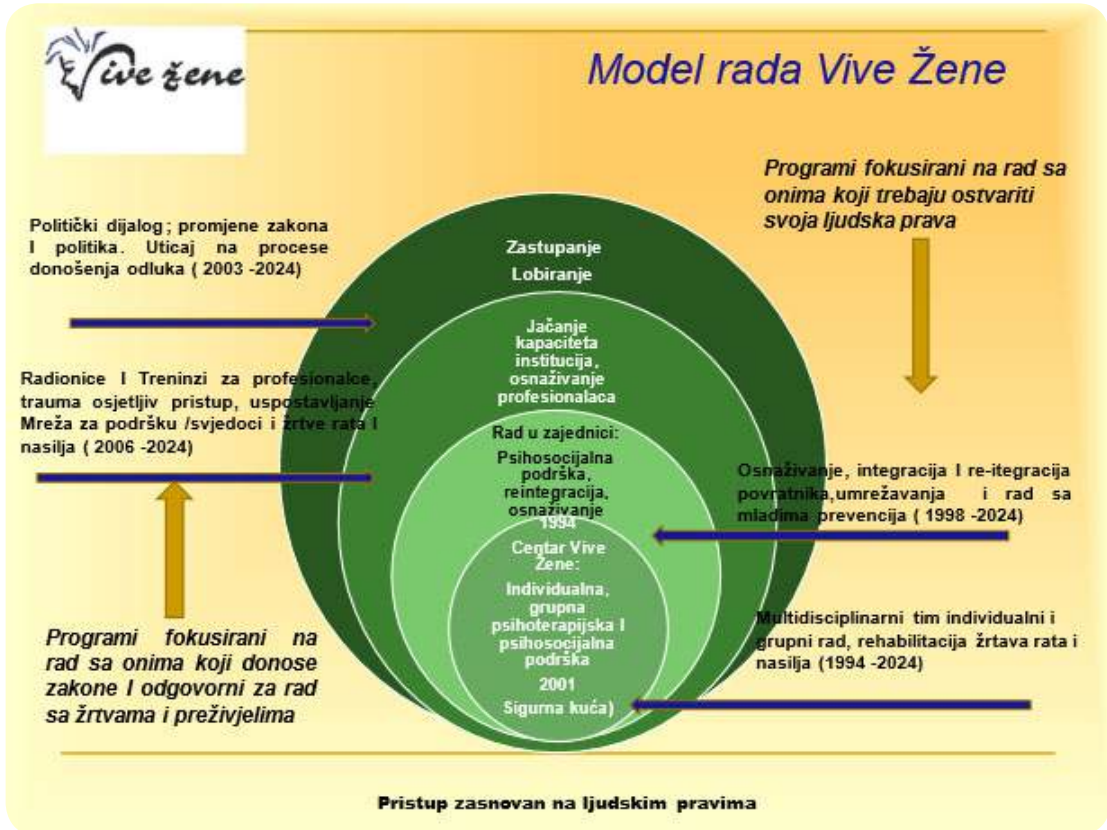 Vive žene
Model rada Vive Žene
Programi fokusirani na rad sa
onima koji trebaju ostvariti
svoja ljudska prava
Politički dijalog; promjene zakona
I politika. Uticaj na procese
donošenja odluka ( 2003 -2024)
Zastupanje
Lobiranje
Jačanje
kapaciteta
institucija,
osnaživanje
profesionalaca
Radionice I Treninzi za profesionalce,
trauma osjetljiv pristup, uspostavljanje
Mreža za podršku /svjedoci i žrtve rata I
nasilja ( 2006 -2024)
Rad u zajednici:
Psihosocijalna
podrška,
reintegracija,
osnaživanje
Osnaživanje, integracija I re-itegracija
povratnika,umrežavanja i rad sa
mladima prevencija ( 1998 -2024)
1994
Centar Vive
Žene:
Individualna,
grupna
psihoterapijska I
psihosocijalna
podrška
2001
Sigurna kuća)
Multidisciplinarni tim individualni i
grupni rad, rehabilitacija žrtava rata i
nasilja (1994 -2024)
Programi fokusirani na
rad sa onima koji donose
zakone I odgovorni za rad
sa žrtvama i preživjelima
Pristup zasnovan na ljudskim pravima